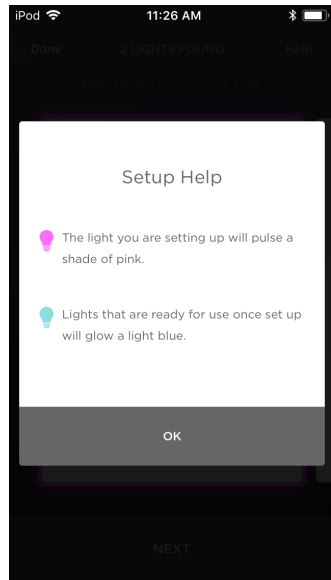 iPod 11:26 AM
Done 2 LIGHTS FOUND Help
Setup Help
The light you are setting up will pulse a
shade of pink.
Lights that are ready for use once set up
will glow a light blue.
OK
NEXT